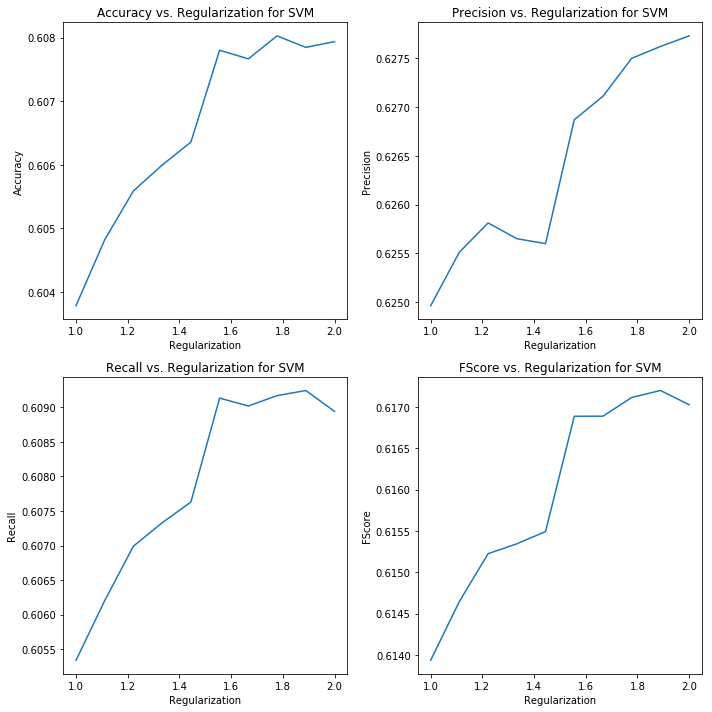 Accuracy vs. Regularization for SVM
0.608
0.607
0.606
0.605
0.604
Accuracy
1.0 1.2 1.4 1.6 1.8 2.0
Regularization
Precision vs. Regularization for SVM
0.6275
0.6270
0.6265
0.6260
0.6255
0.6250
Precision
1.0 1.2 1.4 1.6 1.8 2.0
Regularization
Recall vs. Regularization for SVM
0.6090
0.6085
0.6080
0.6075
0.6070
0.6065
0.6060
0.6055
Recall
1.0 1.2 1.4 1.6 1.8 2.0
Regularization
FScore vs. Regularization for SVM
0.6170
0.6165
0.6160
0.6155
0.6150
0.6145
0.6140
FScore
1.0 1.2 1.4 1.6 1.8 2.0
Regularization